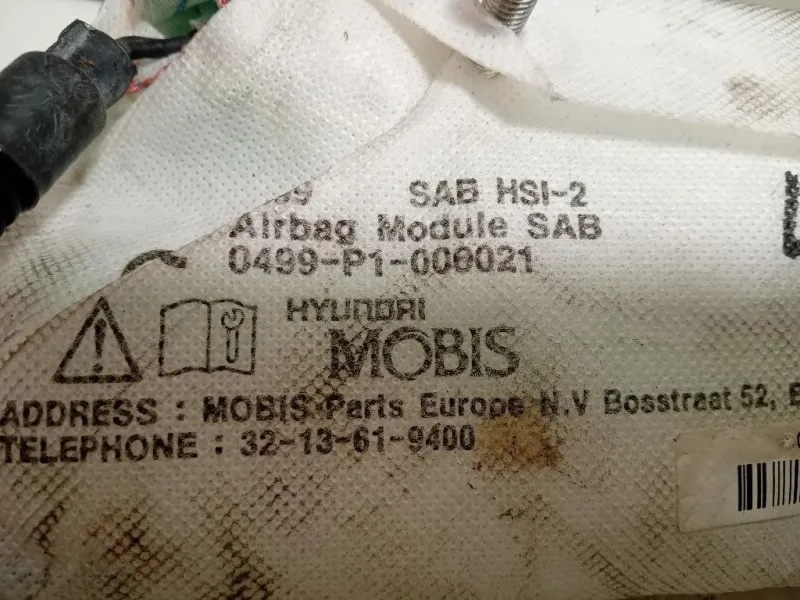 SAB HSI-2
Airbag Module SAB
0499-P1-000021
HYUNDAI
MOBIS
ADDRESS : MOBIS Parts Europe N.V Bosstraat 52,
TELEPHONE : 32-13-61-9400